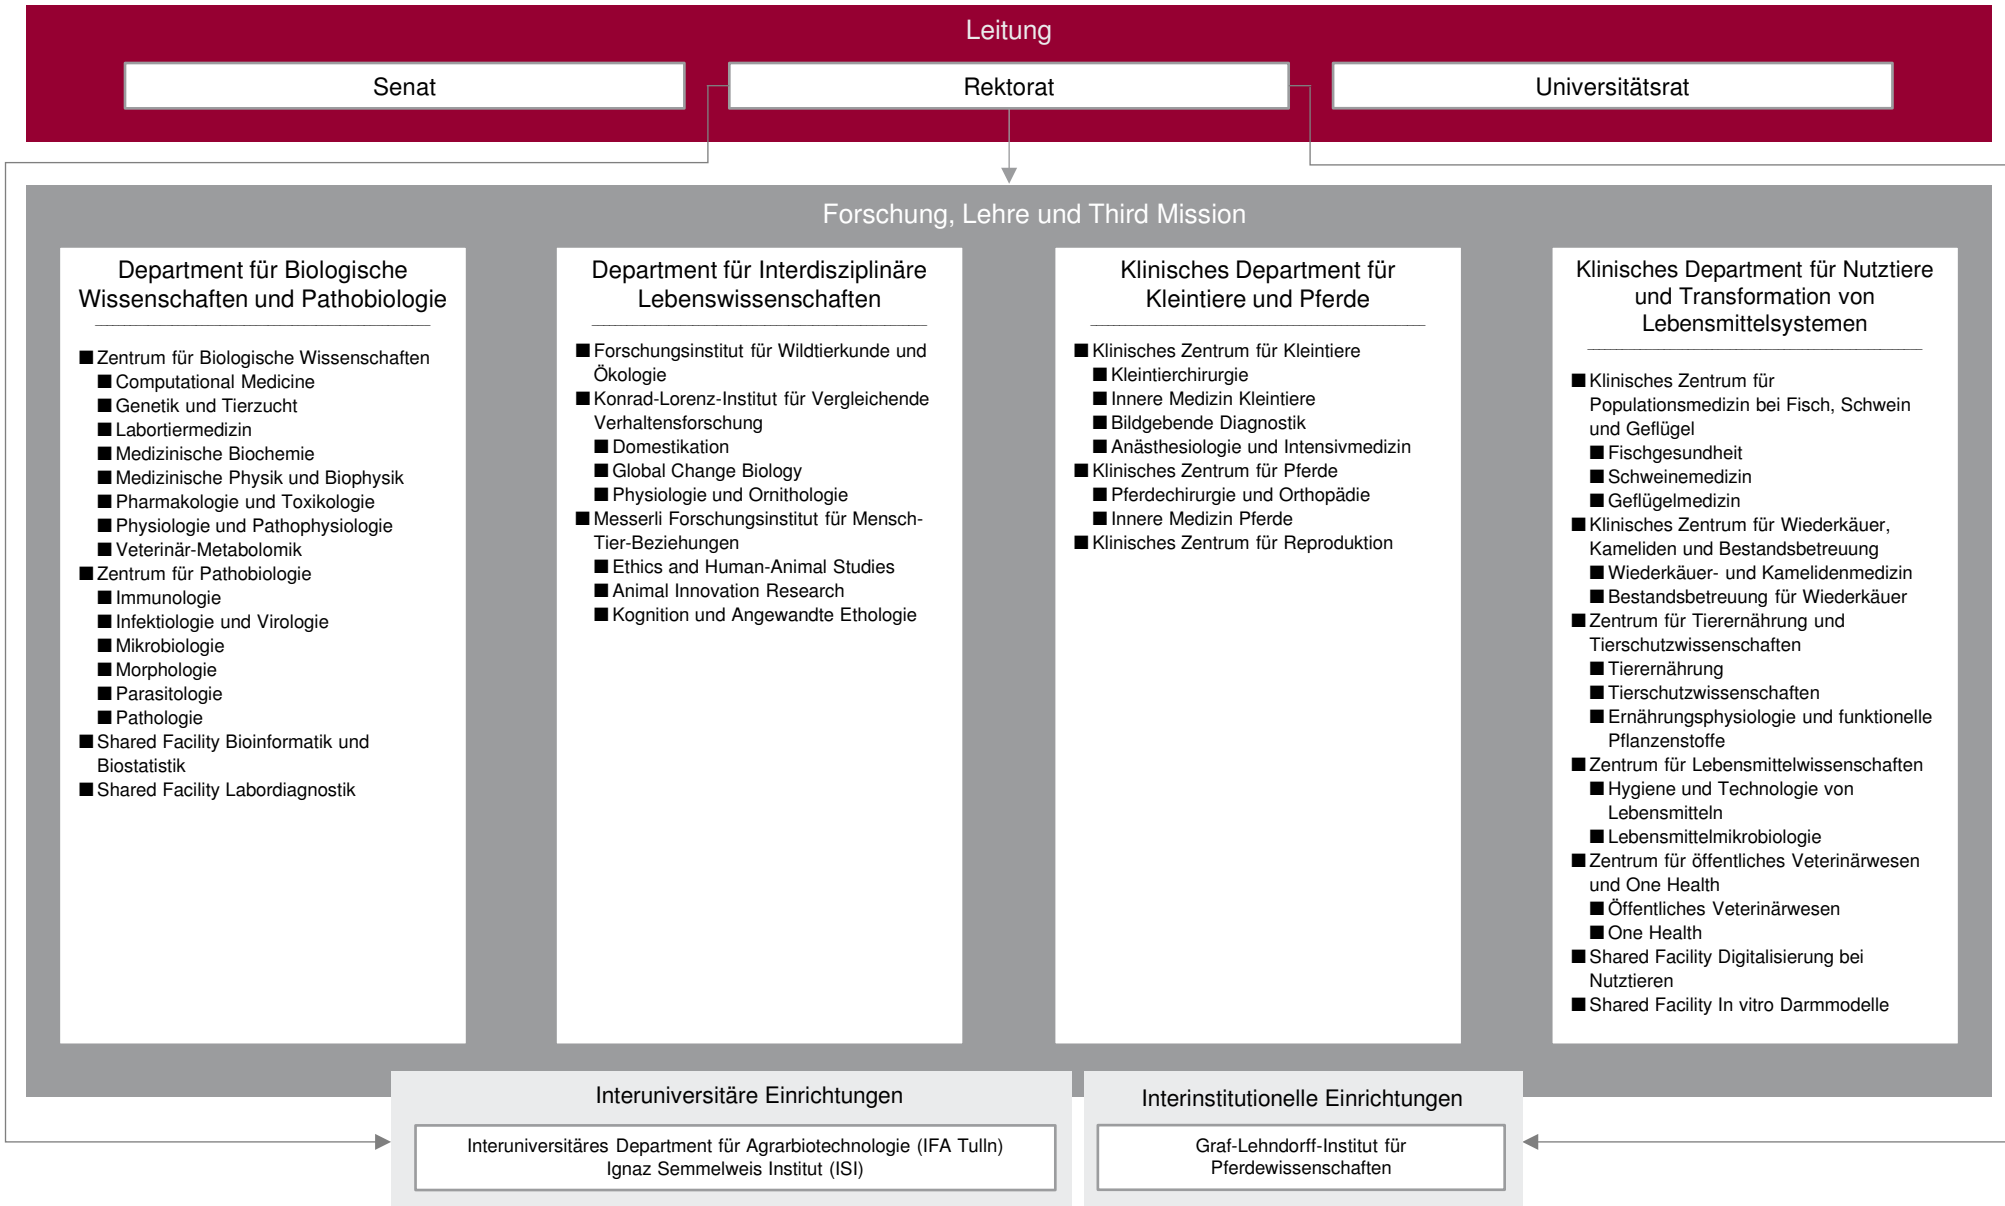 Leitung
Senat
Rektorat
Universitätsrat
Forschung, Lehre und Third Mission
Department für Biologische
Wissenschaften und Pathobiologie
■ Zentrum für Biologische Wissenschaften
■ Computational Medicine
■ Genetik und Tierzucht
■ Labortiermedizin
■ Medizinische Biochemie
■ Medizinische Physik und Biophysik
■ Pharmakologie und Toxikologie
■ Physiologie und Pathophysiologie
■ Veterinär-Metabolomik
■ Zentrum für Pathobiologie
■ Immunologie
■ Infektiologie und Virologie
■ Mikrobiologie
■ Morphologie
■ Parasitologie
■ Pathologie
■ Shared Facility Bioinformatik und
Biostatistik
■ Shared Facility Labordiagnostik
Department für Interdisziplinäre
Lebenswissenschaften
■ Forschungsinstitut für Wildtierkunde und
Ökologie
■ Konrad-Lorenz-Institut für Vergleichende
Verhaltensforschung
■ Domestikation
■ Global Change Biology
■ Physiologie und Ornithologie
■ Messerli Forschungsinstitut für Mensch-
Tier-Beziehungen
■ Ethics and Human-Animal Studies
■ Animal Innovation Research
■ Kognition und Angewandte Ethologie
Klinisches Department für
Kleintiere und Pferde
■ Klinisches Zentrum für Kleintiere
■ Kleintierchirurgie
■ Innere Medizin Kleintiere
■ Bildgebende Diagnostik
■ Anästhesiologie und Intensivmedizin
■ Klinisches Zentrum für Pferde
■ Pferdechirurgie und Orthopädie
■ Innere Medizin Pferde
■ Klinisches Zentrum für Reproduktion
Klinisches Department für Nutztiere
und Transformation von
Lebensmittelsystemen
■ Klinisches Zentrum für
Populationsmedizin bei Fisch, Schwein
und Geflügel
■ Fischgesundheit
■ Schweinemedizin
■ Geflügelmedizin
■ Klinisches Zentrum für Wiederkäuer,
Kameliden und Bestandsbetreuung
■ Wiederkäuer- und Kamelidenmedizin
■ Bestandsbetreuung für Wiederkäuer
■ Zentrum für Tierernährung und
Tierschutzwissenschaften
■ Tierernährung
■ Tierschutzwissenschaften
■ Ernährungsphysiologie und funktionelle
Pflanzenstoffe
■ Zentrum für Lebensmittelwissenschaften
■ Hygiene und Technologie von
Lebensmitteln
■ Lebensmittelmikrobiologie
■ Zentrum für öffentliches Veterinärwesen
und One Health
■ Öffentliches Veterinärwesen
■ One Health
■ Shared Facility Digitalisierung bei
Nutztieren
■ Shared Facility In vitro Darmmodelle
Interuniversitäre Einrichtungen
Interuniversitäres Department für Agrarbiotechnologie (IFA Tulln)
Ignaz Semmelweis Institut (ISI)
Interinstitutionelle Einrichtungen
Graf-Lehndorff-Institut für
Pferdewissenschaften